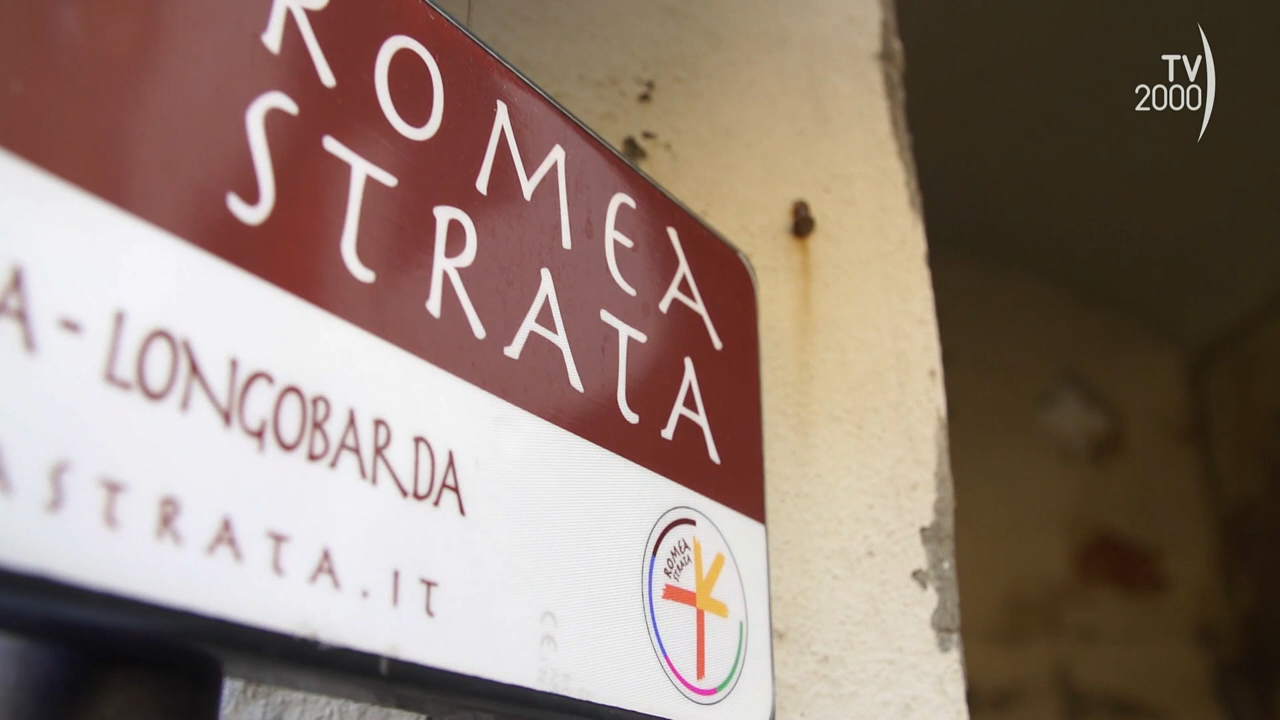 ROMEA
STRATA
A - LONGOBARDA
ASTRATA.IT
ROMEA
STRATA
TV
2000